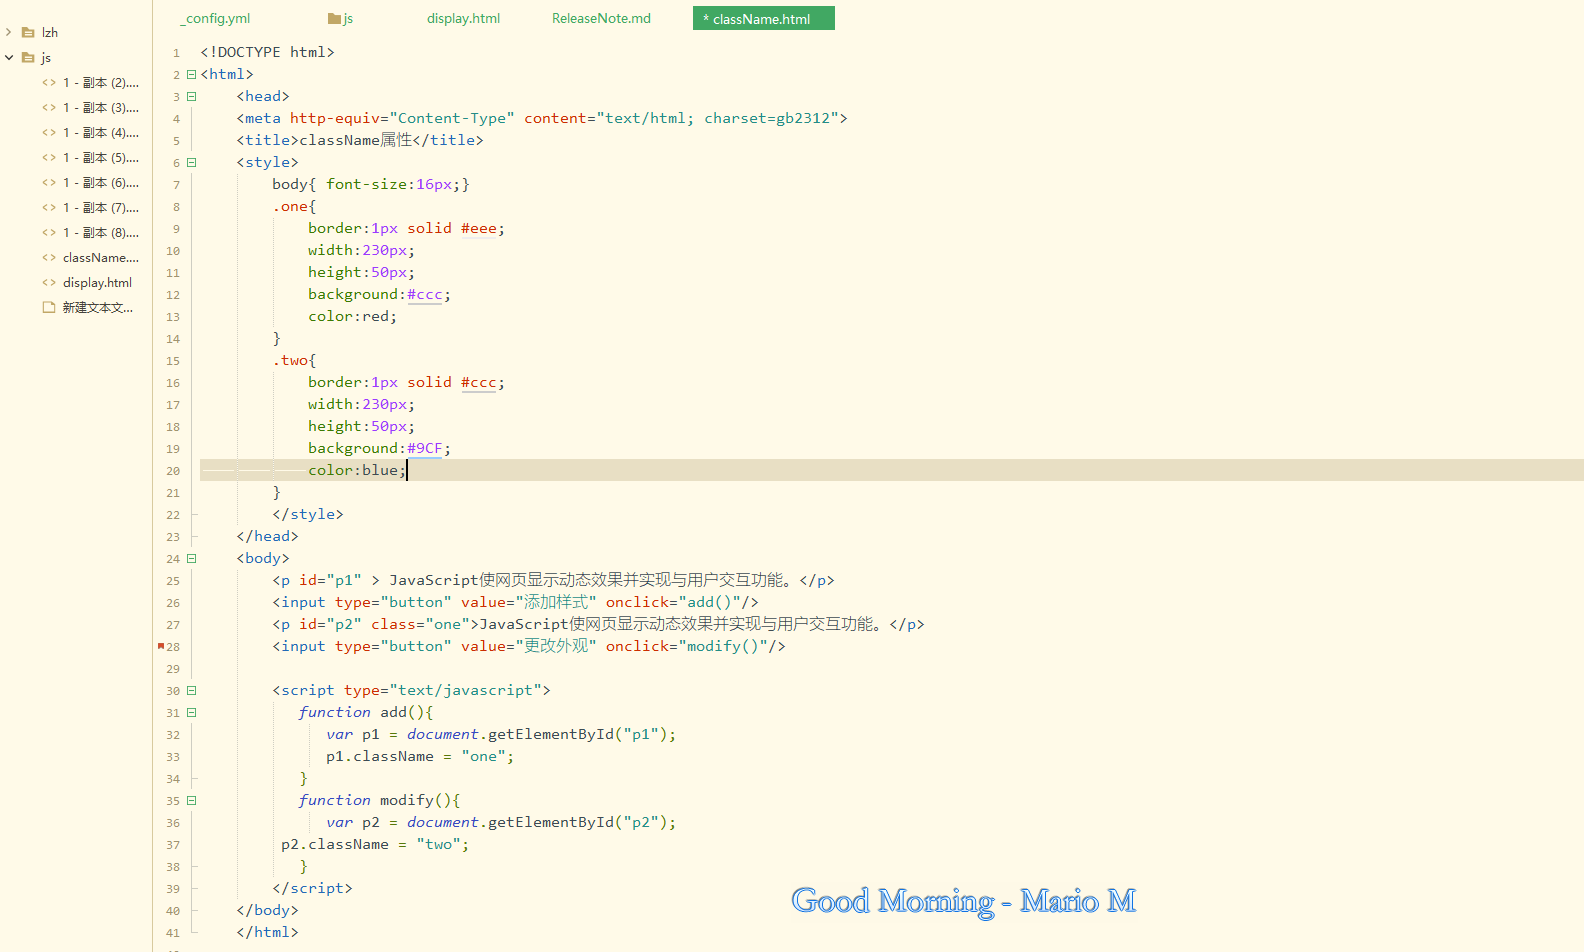 _config.yml
js
display.html
ReleaseNote.md
* className.html
lzh
js
1 - 副本 (2)....
1 - 副本 (3)....
1 - 副本 (4)....
1 - 副本 (5)....
1 - 副本 (6)....
1 - 副本 (7)....
1 - 副本 (8)....
className....
display.html
新建文本文...
1 <!DOCTYPE html>
2 <html>
3 <head>
4 <meta http-equiv="Content-Type" content="text/html; charset=gb2312">
5 <title>className属性</title>
6 <style>
7 body{ font-size:16px;}
8 .one{
9 border:1px solid #eee;
10 width:230px;
11 height:50px;
12 background:#ccc;
13 color:red;
14 }
15 .two{
16 border:1px solid #ccc;
17 width:230px;
18 height:50px;
19 background:#9CF;
20 color:blue;
21 }
22 </style>
23 </head>
24 <body>
25 <p id="p1" > JavaScript使网页显示动态效果并实现与用户交互功能。</p>
26 <input type="button" value="添加样式" onclick="add()"/>
27 <p id="p2" class="one">JavaScript使网页显示动态效果并实现与用户交互功能。</p>
28 <input type="button" value="更改外观" onclick="modify()"/>
29
30 <script type="text/javascript">
31 function add(){
32 var p1 = document.getElementById("p1");
33 p1.className = "one";
34 }
35 function modify(){
36 var p2 = document.getElementById("p2");
37 p2.className = "two";
38 }
39 </script>
40 </body>
41 </html>
Good Morning - Mario M